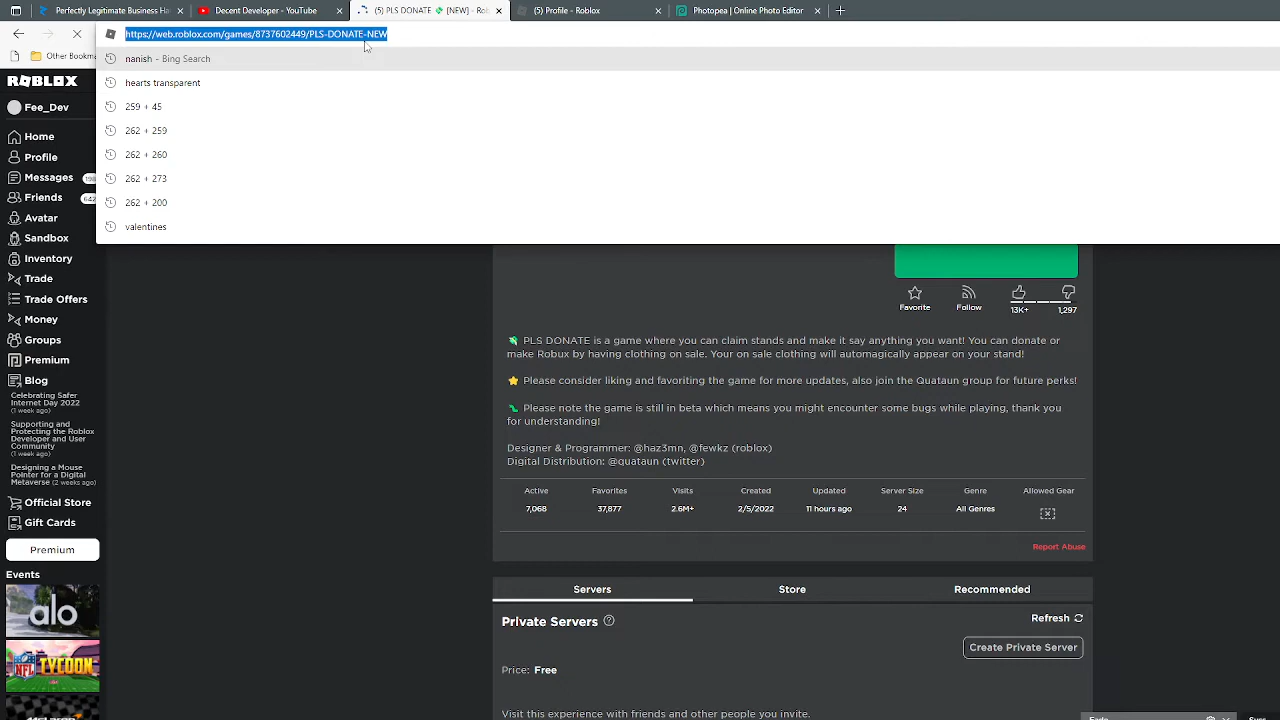 Perfectly Legitimate Business Ha
Decent Developer - YouTube
(5) PLS DONATE 💸 [NEW] - Rob
(5) Profile - Roblox
Photopea | Online Photo Editor
https://web.roblox.com/games/8737602449/PLS-DONATE-NEW
Other favorites
nanish - Bing Search
hearts transparent
259 + 45
262 + 259
262 + 260
262 + 273
262 + 200
valentines
ROBLOX
Fee_Dev
Home
Profile
Messages
Friends
Avatar
Sandbox
Inventory
Trade
Trade Offers
Money
Groups
Premium
Blog
Celebrating Safer
Internet Day 2022
(1 week ago)
Supporting and
Protecting the Roblox
Developer and User
Community
(1 week ago)
Designing a Mouse
Pointer for a Digital
Metaverse (2 weeks ago)
Official Store
Gift Cards
Premium
Events
alo
NFL TYCOON
Favorite
Follow
13K+
1,297
PLS DONATE is a game where you can claim stands and make it say anything you want! You can donate or
make Robux by having clothing on sale. Your on sale clothing will automagically appear on your stand!
Please consider liking and favoriting the game for more updates, also join the Quataun group for future perks!
Please note the game is still in beta which means you might encounter some bugs while playing, thank you
for understanding!
Designer & Programmer: @haz3mn, @fewkz (roblox)
Digital Distribution: @quataun (twitter)
Active Favorites Visits Created Updated Server Size Genre Allowed Gear
7,068 37,877 2.6M+ 2/5/2022 11 hours ago 24 All Genres
Report Abuse
Servers Store Recommended
Private Servers
Refresh
Create Private Server
Price: Free
Visit this experience with friends and other people you invite.